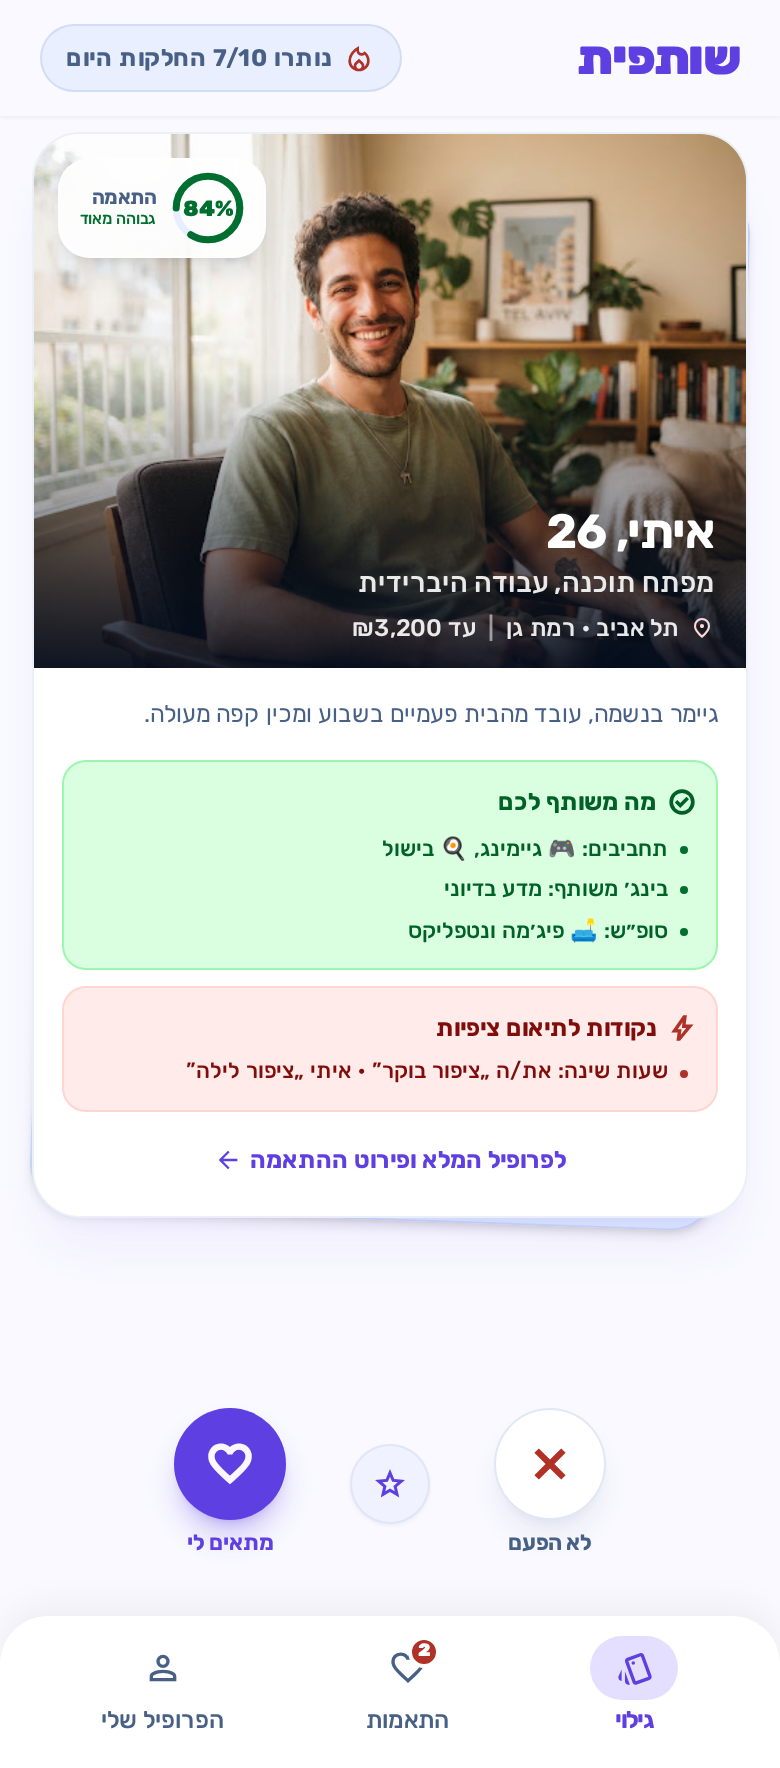 שותפית
נותרו 7/10 החלקות היום
84%
התאמה
גבוהה מאוד
TEL AVIV
איתי, 26
מפתח תוכנה, עבודה היברידית
תל אביב • רמת גן | עד 3,200₪
גיימר בנשמה, עובד מהבית פעמיים בשבוע ומכין קפה מעולה.
מה משותף לכם
• תחביבים: 🎮 גיימינג, 🍳 בישול
• בינג׳ משותף: מדע בדיוני
• סופ״ש: 🛋️ פיג׳מה ונטפליקס
נקודות לתיאום ציפיות
• שעות שינה: את/ה „ציפור בוקר” • איתי „ציפור לילה”
לפרופיל המלא ופירוט ההתאמה ←
לא הפעם
מתאים לי
גילוי
2
התאמות
הפרופיל שלי